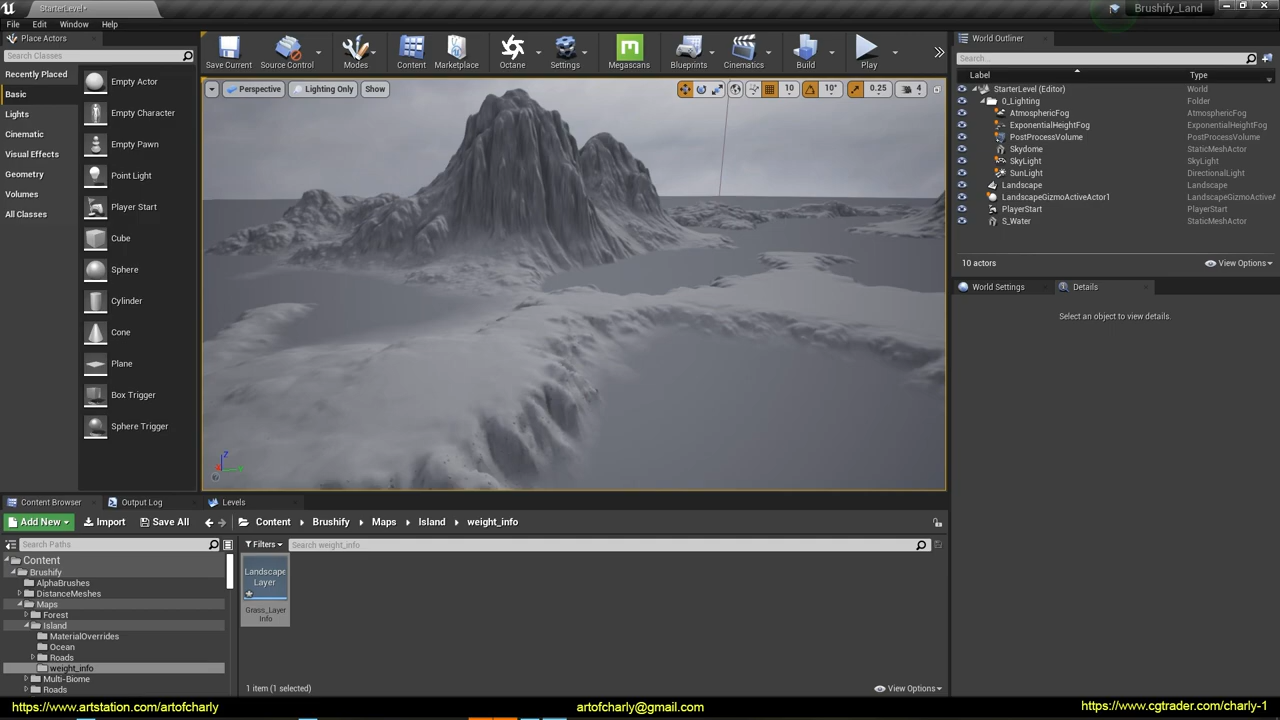 StarterLevel*
Brushify_Land
File Edit Window Help
Place Actors
Search Classes
Recently Placed
Basic
Lights
Cinematic
Visual Effects
Geometry
Volumes
All Classes
Empty Actor
Empty Character
Empty Pawn
Point Light
Player Start
Cube
Sphere
Cylinder
Cone
Plane
Box Trigger
Sphere Trigger
Save Current Source Control Modes Content Marketplace Octane Settings Megascans Blueprints Cinematics Build Play
Perspective Lighting Only Show 10 10° 0.25 4
World Outliner
Search...
Label Type
StarterLevel (Editor) World
0_Lighting Folder
AtmosphericFog AtmosphericFog
ExponentialHeightFog ExponentialHeightFog
PostProcessVolume PostProcessVolume
Skydome StaticMeshActor
SkyLight SkyLight
SunLight DirectionalLight
Landscape Landscape
LandscapeGizmoActiveActor1 LandscapeGizmoA
PlayerStart PlayerStart
S_Water StaticMeshActor
10 actors View Options
World Settings Details
Select an object to view details.
Content Browser Output Log Levels
Add New Import Save All Content Brushify Maps Island weight_info
Search Paths
Filters Search weight_info
Content
Brushify
AlphaBrushes
DistanceMeshes
Maps
Forest
Island
MaterialOverrides
Ocean
Roads
weight_info
Multi-Biome
Roads
Landscape
Layer
Grass_Layer
Info
1 item (1 selected) View Options
https://www.artstation.com/artofcharly artofcharly@gmail.com https://www.cgtrader.com/charly-1